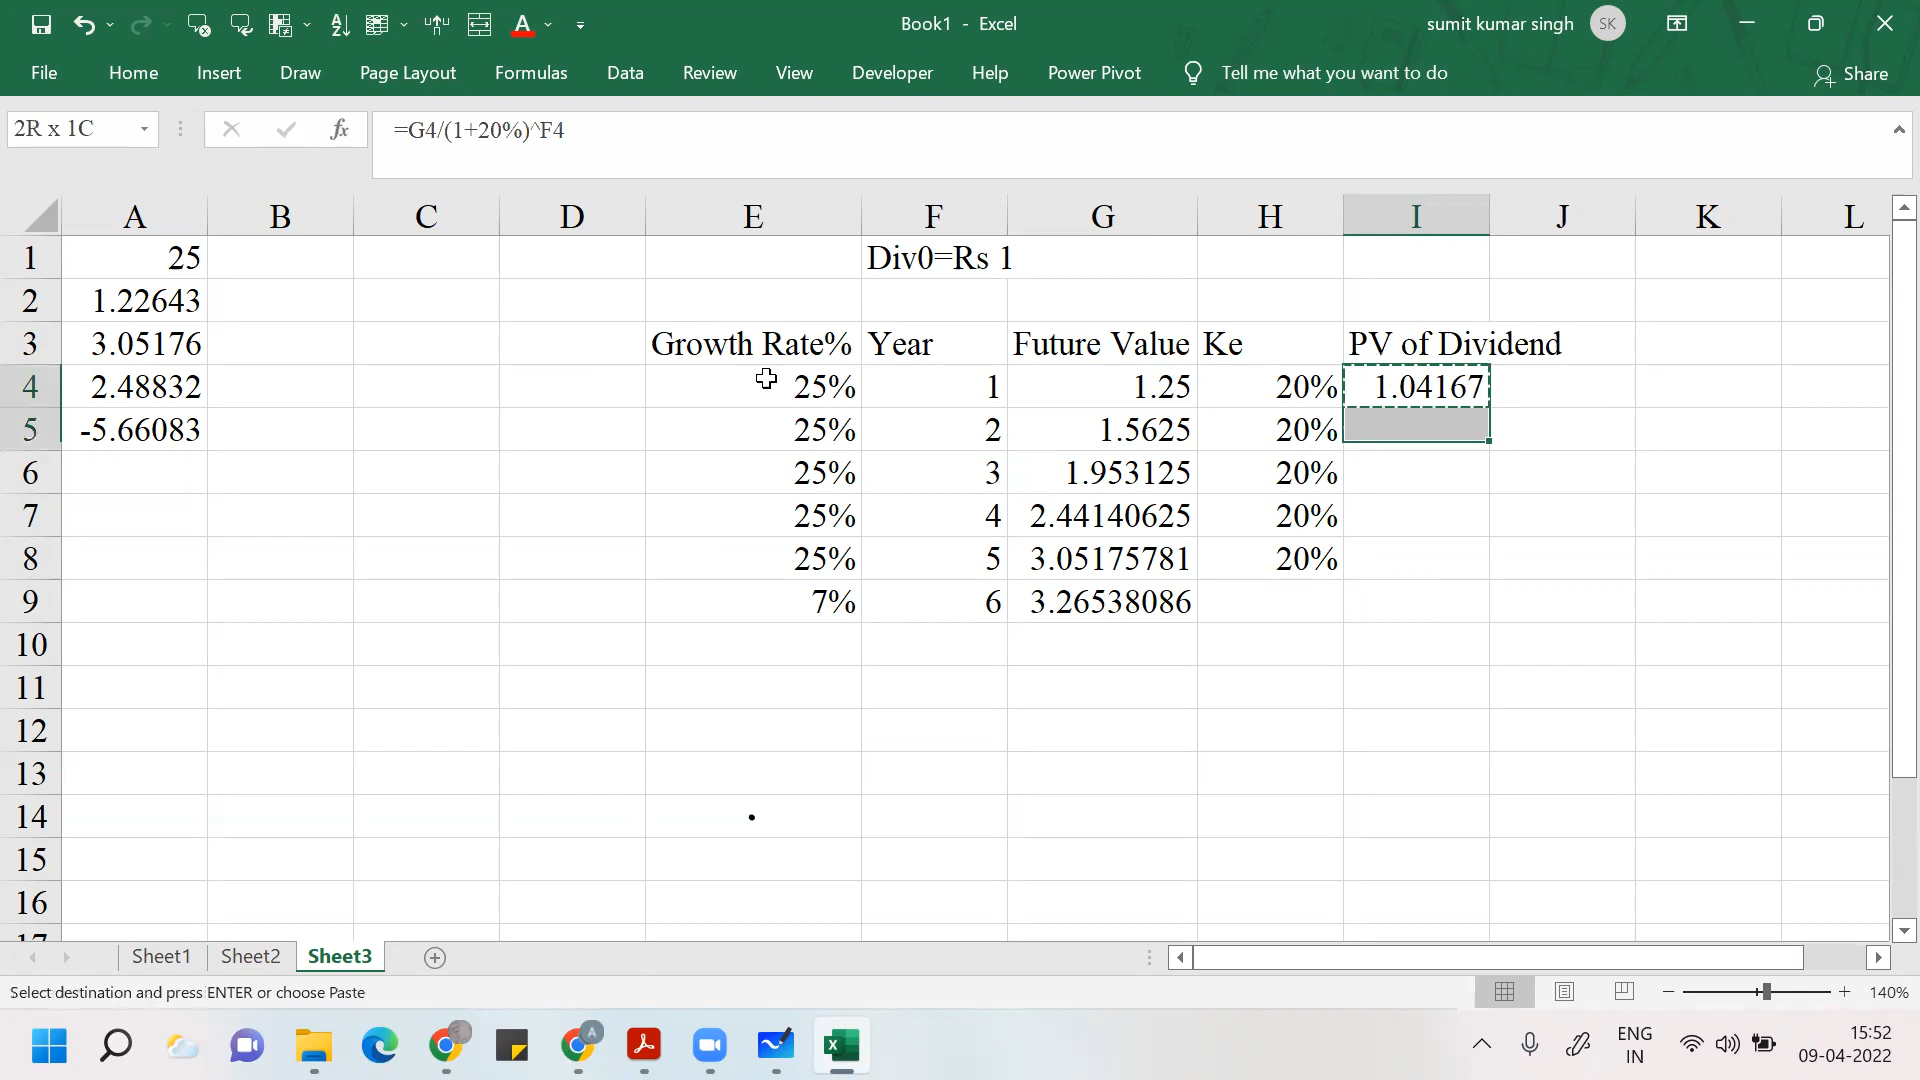 Book1 - Excel
sumit kumar singh
SK
File Home Insert Draw Page Layout Formulas Data Review View Developer Help Power Pivot Tell me what you want to do Share
2R x 1C
fx
=G4/(1+20%)^F4
A B C D E F G H I J K L
1 25 Div0=Rs 1
2 1.22643
3 3.05176 Growth Rate% Year Future Value Ke PV of Dividend
4 2.48832 25% 1 1.25 20% 1.04167
5 -5.66083 25% 2 1.5625 20%
6 25% 3 1.953125 20%
7 25% 4 2.44140625 20%
8 25% 5 3.05175781 20%
9 7% 6 3.26538086
10
11
12
13
14
15
16
17
Sheet1 Sheet2 Sheet3
Select destination and press ENTER or choose Paste
140%
ENG
IN
15:52
09-04-2022